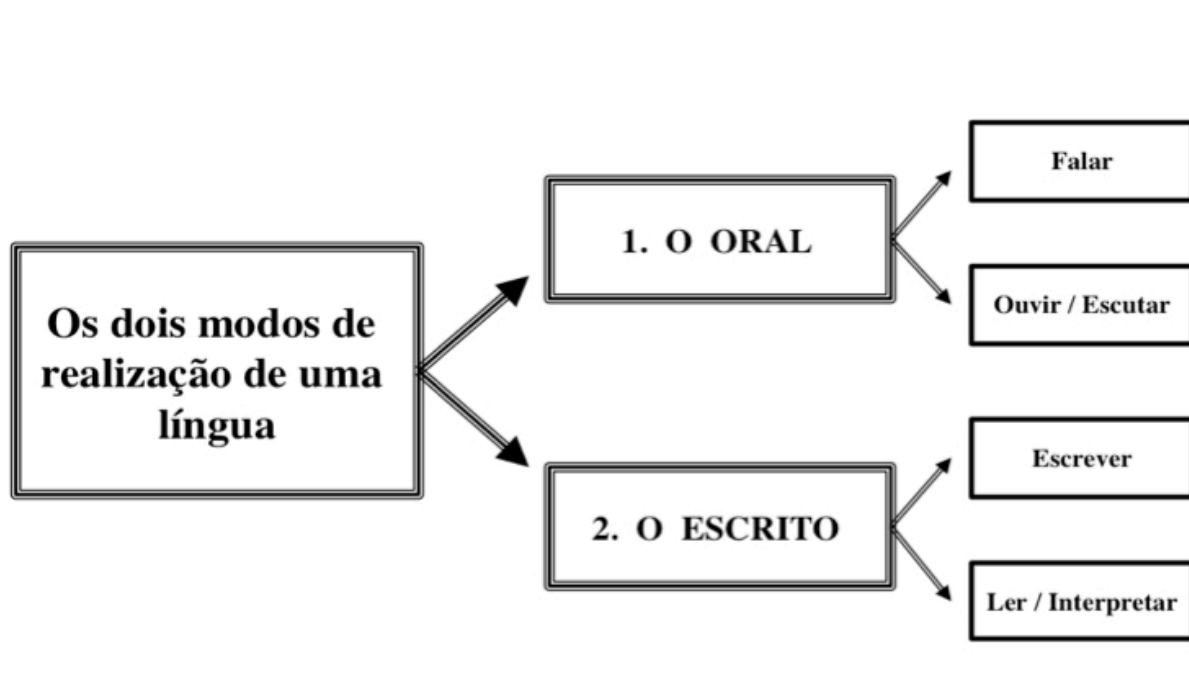 Os dois modos de
realização de uma
língua
1. O ORAL
Falar
Ouvir / Escutar
2. O ESCRITO
Escrever
Ler / Interpretar